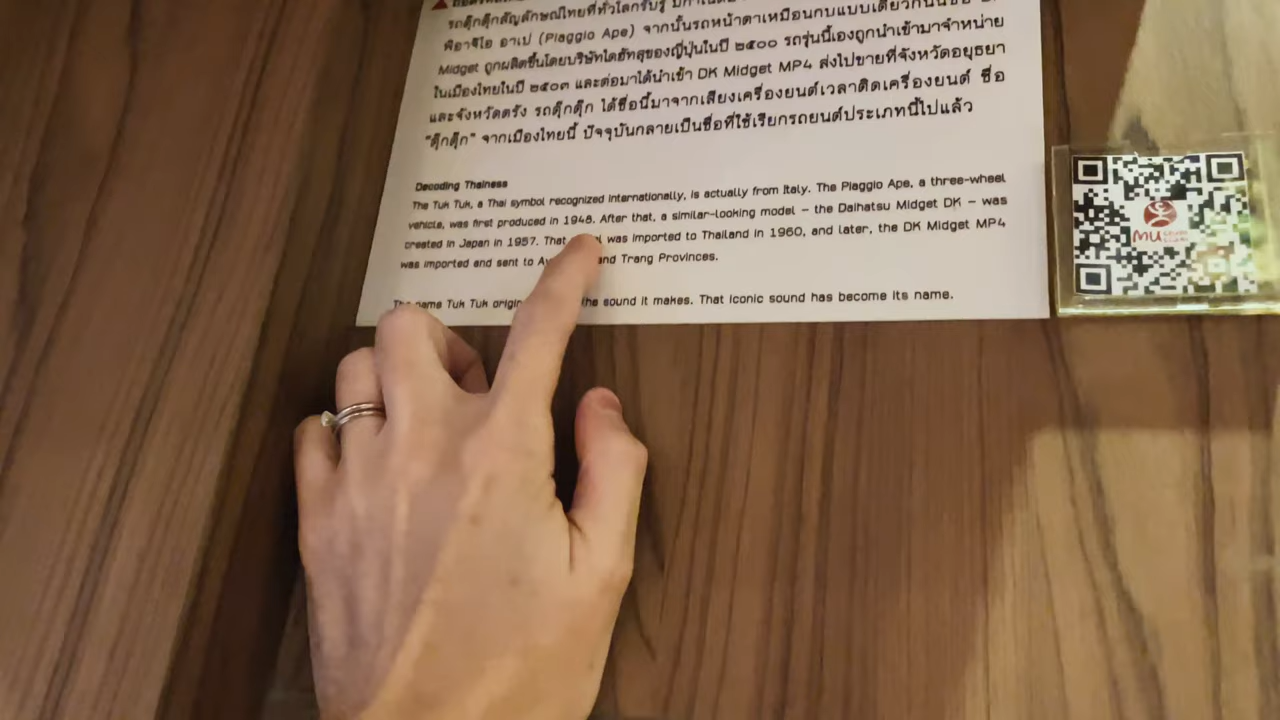 รถตุ๊กตุ๊กสัญลักษณ์ไทยที่ทั่วโลกรับรู้
พิอาจิโอ อาเป (Piaggio Ape) จากนั้นรถหน้าตาเหมือนกบแบบเดียวกันนี้ชื่อ
Midget ถูกผลิตขึ้นโดยบริษัทไดฮัทสุของญี่ปุ่นในปี ๒๕๐๐ รถรุ่นนี้เองถูกนำเข้ามาจำหน่าย
ในเมืองไทยในปี ๒๕๐๓ และต่อมาได้นำเข้า DK Midget MP4 ส่งไปขายที่จังหวัดอยุธยา
และจังหวัดตรัง รถตุ๊กตุ๊ก ได้ชื่อนี้มาจากเสียงเครื่องยนต์เวลาติดเครื่องยนต์ ชื่อ
“ตุ๊กตุ๊ก” จากเมืองไทยนี้ ปัจจุบันกลายเป็นชื่อที่ใช้เรียกรถยนต์ประเภทนี้ไปแล้ว
Decoding Thainess
The Tuk Tuk, a Thai symbol recognized internationally, is actually from Italy. The Piaggio Ape, a three-wheel
vehicle, was first produced in 1948. After that, a similar-looking model – the Daihatsu Midget DK – was
created in Japan in 1957. That was imported to Thailand in 1960, and later, the DK Midget MP4
was imported and sent to and Trang Provinces.
The name Tuk Tuk the sound it makes. That iconic sound has become its name.
MU